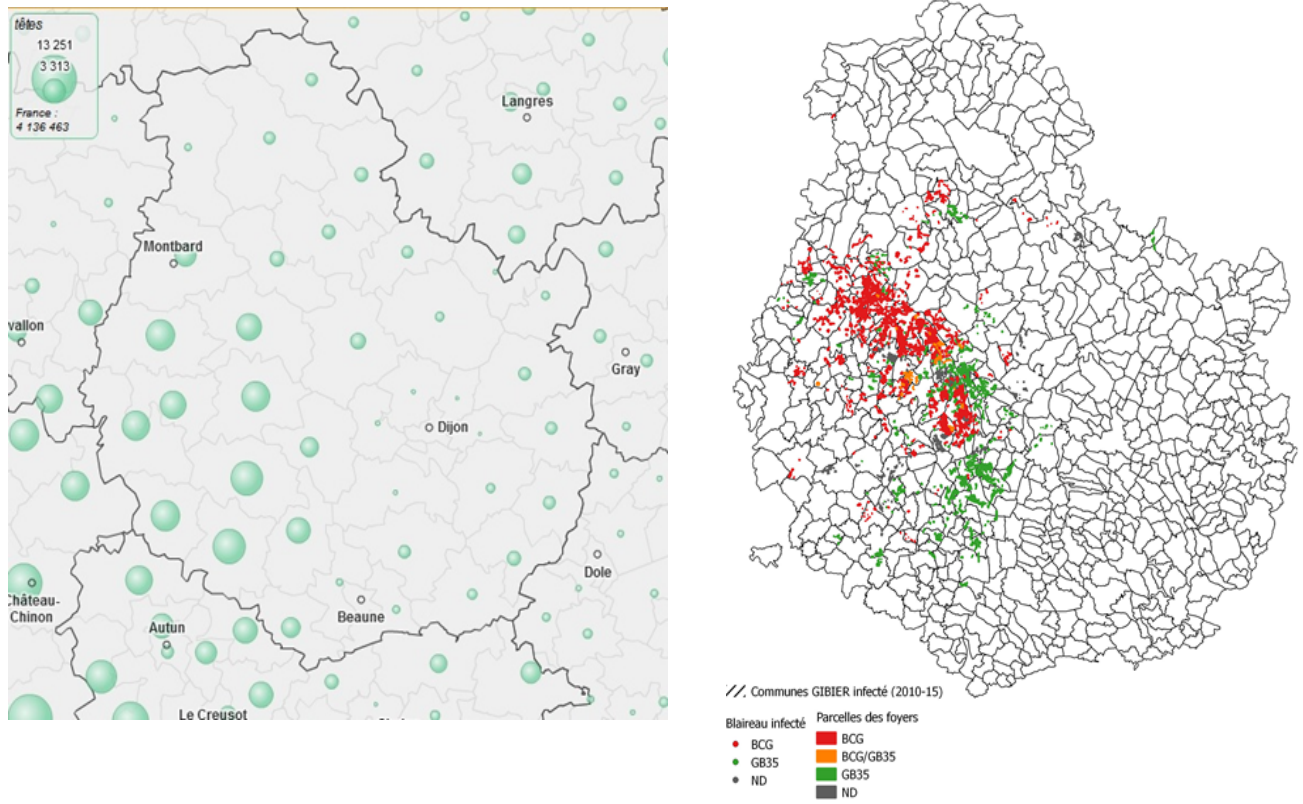 têtes
13 251
3 313
France :
4 136 463
Langres
Montbard
vallon
Gray
Dijon
Dole
Château-
Chinon
Beaune
Autun
Le Creusot
Communes GIBIER infecté (2010-15)
Blaireau infecté
BCG
GB35
ND
Parcelles des foyers
BCG
BCG/GB35
GB35
ND